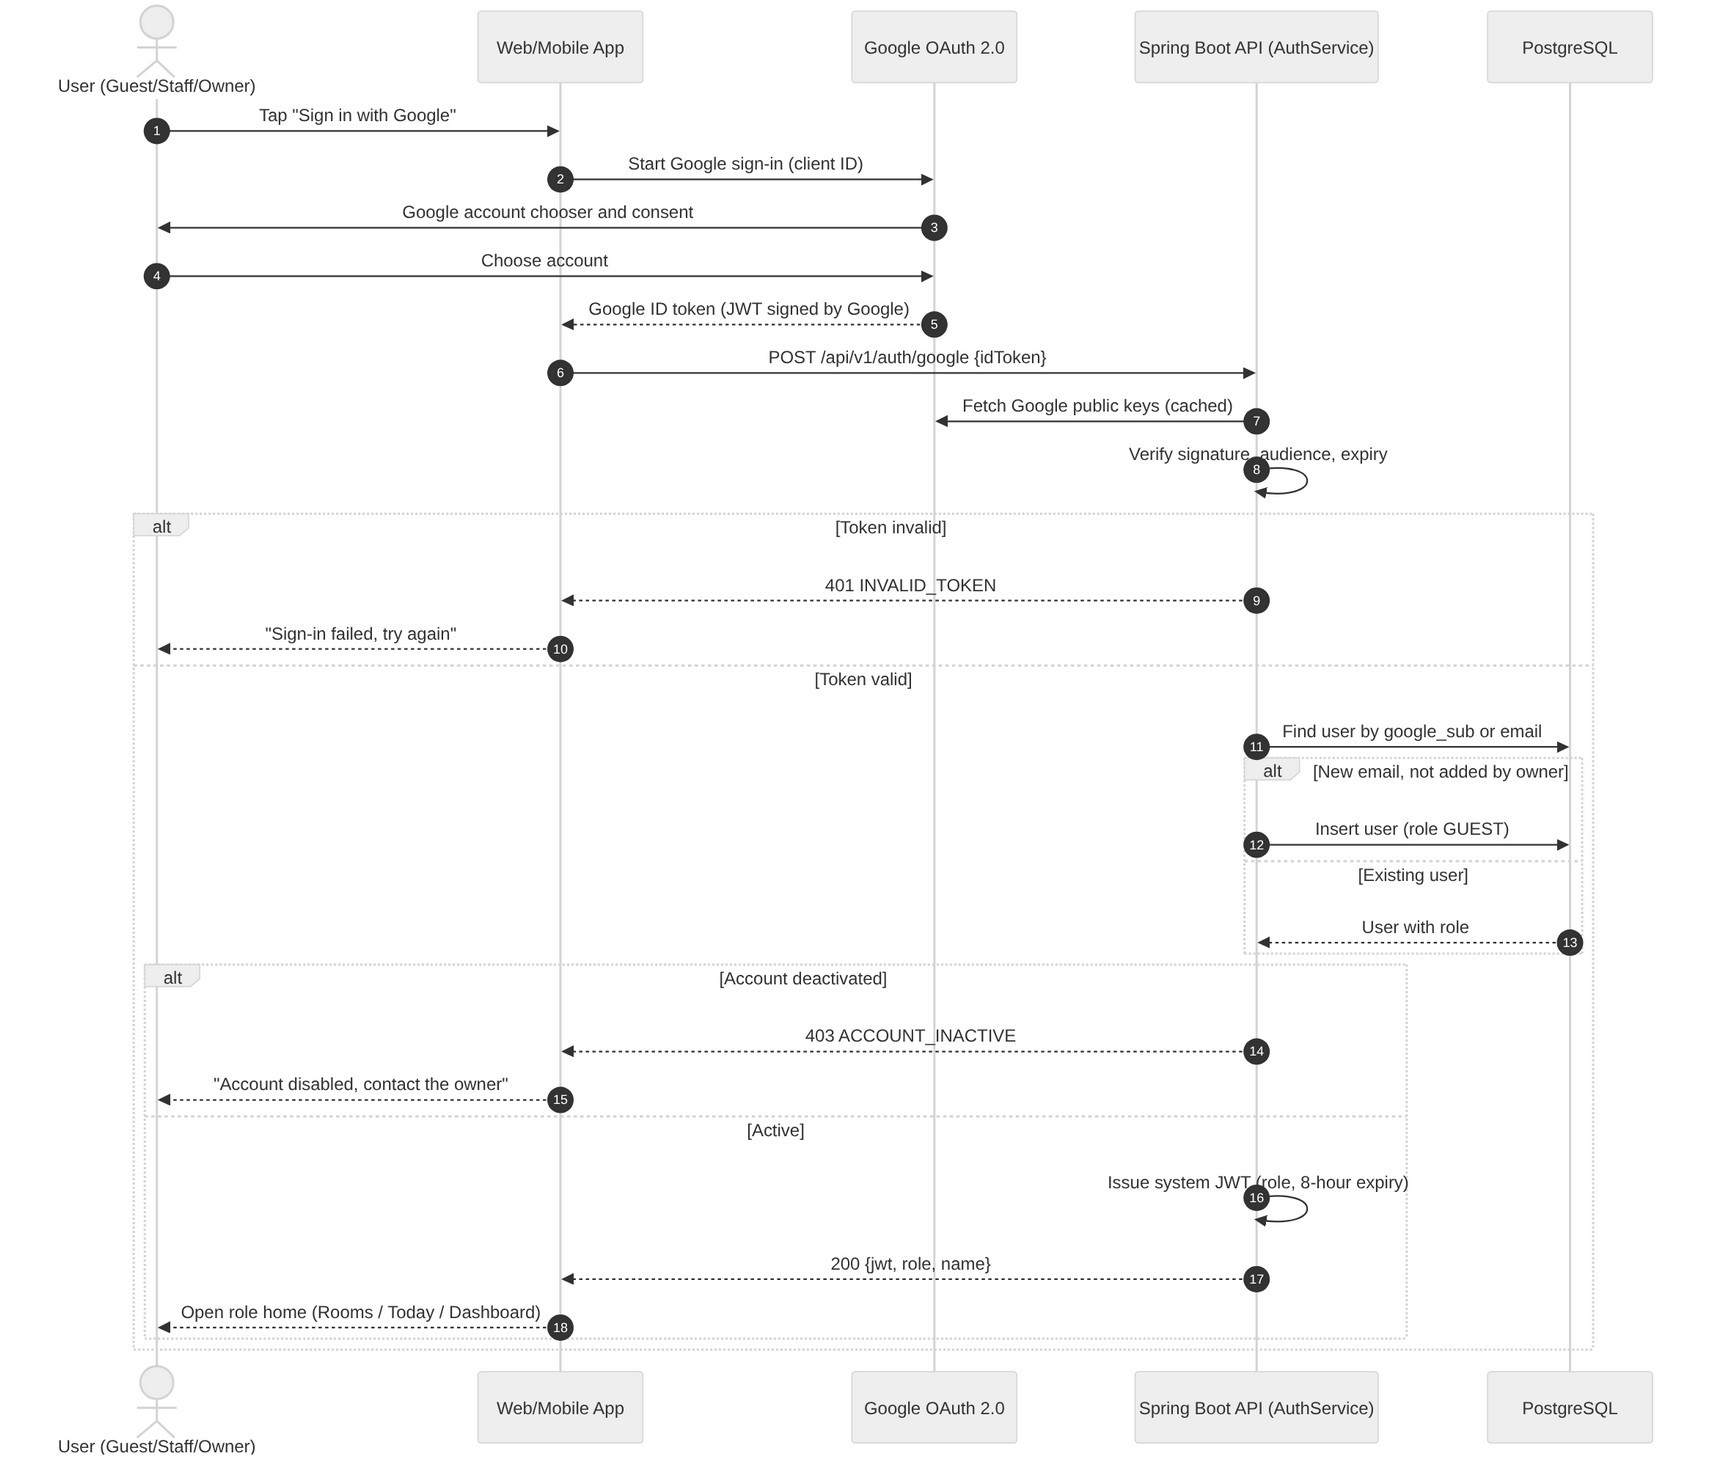 User (Guest/Staff/Owner)
Web/Mobile App
Google OAuth 2.0
Spring Boot API (AuthService)
PostgreSQL
1
Tap "Sign in with Google"
2
Start Google sign-in (client ID)
Google account chooser and consent
3
4
Choose account
Google ID token (JWT signed by Google)
5
6
POST /api/v1/auth/google {idToken}
Fetch Google public keys (cached)
7
Verify signature, audience, expiry
8
alt
[Token invalid]
401 INVALID_TOKEN
9
"Sign-in failed, try again"
10
[Token valid]
Find user by google_sub or email
11
alt
[New email, not added by owner]
Insert user (role GUEST)
12
[Existing user]
User with role
13
alt
[Account deactivated]
403 ACCOUNT_INACTIVE
14
"Account disabled, contact the owner"
15
[Active]
Issue system JWT (role, 8-hour expiry)
16
200 {jwt, role, name}
17
Open role home (Rooms / Today / Dashboard)
18
User (Guest/Staff/Owner)
Web/Mobile App
Google OAuth 2.0
Spring Boot API (AuthService)
PostgreSQL